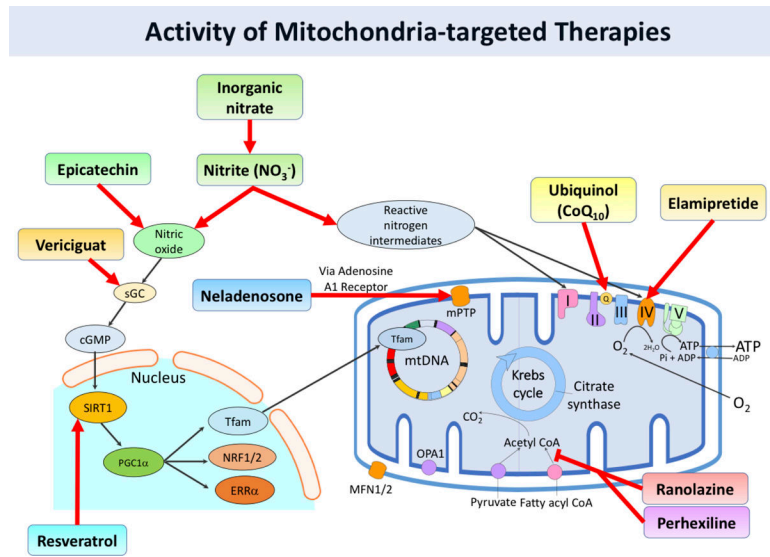 Activity of Mitochondria-targeted Therapies
Inorganic
nitrate
Epicatechin
Nitrite (NO₃⁻)
Ubiquinol
(CoQ₁₀)
Elamipretide
Vericiguat
Nitric
oxide
Reactive
nitrogen
intermediates
sGC
Neladenosone
Via Adenosine
A1 Receptor
mPTP
I
II
Q
III
IV
V
cGMP
Tfam
mtDNA
O₂
2H₂O
ATP
Pi + ADP
ATP
ADP
Nucleus
Krebs
cycle
Citrate
synthase
O₂
SIRT1
Tfam
CO₂
PGC1α
NRF1/2
OPA1
Acetyl CoA
ERRα
MFN1/2
Pyruvate
Fatty acyl CoA
Ranolazine
Perhexiline
Resveratrol